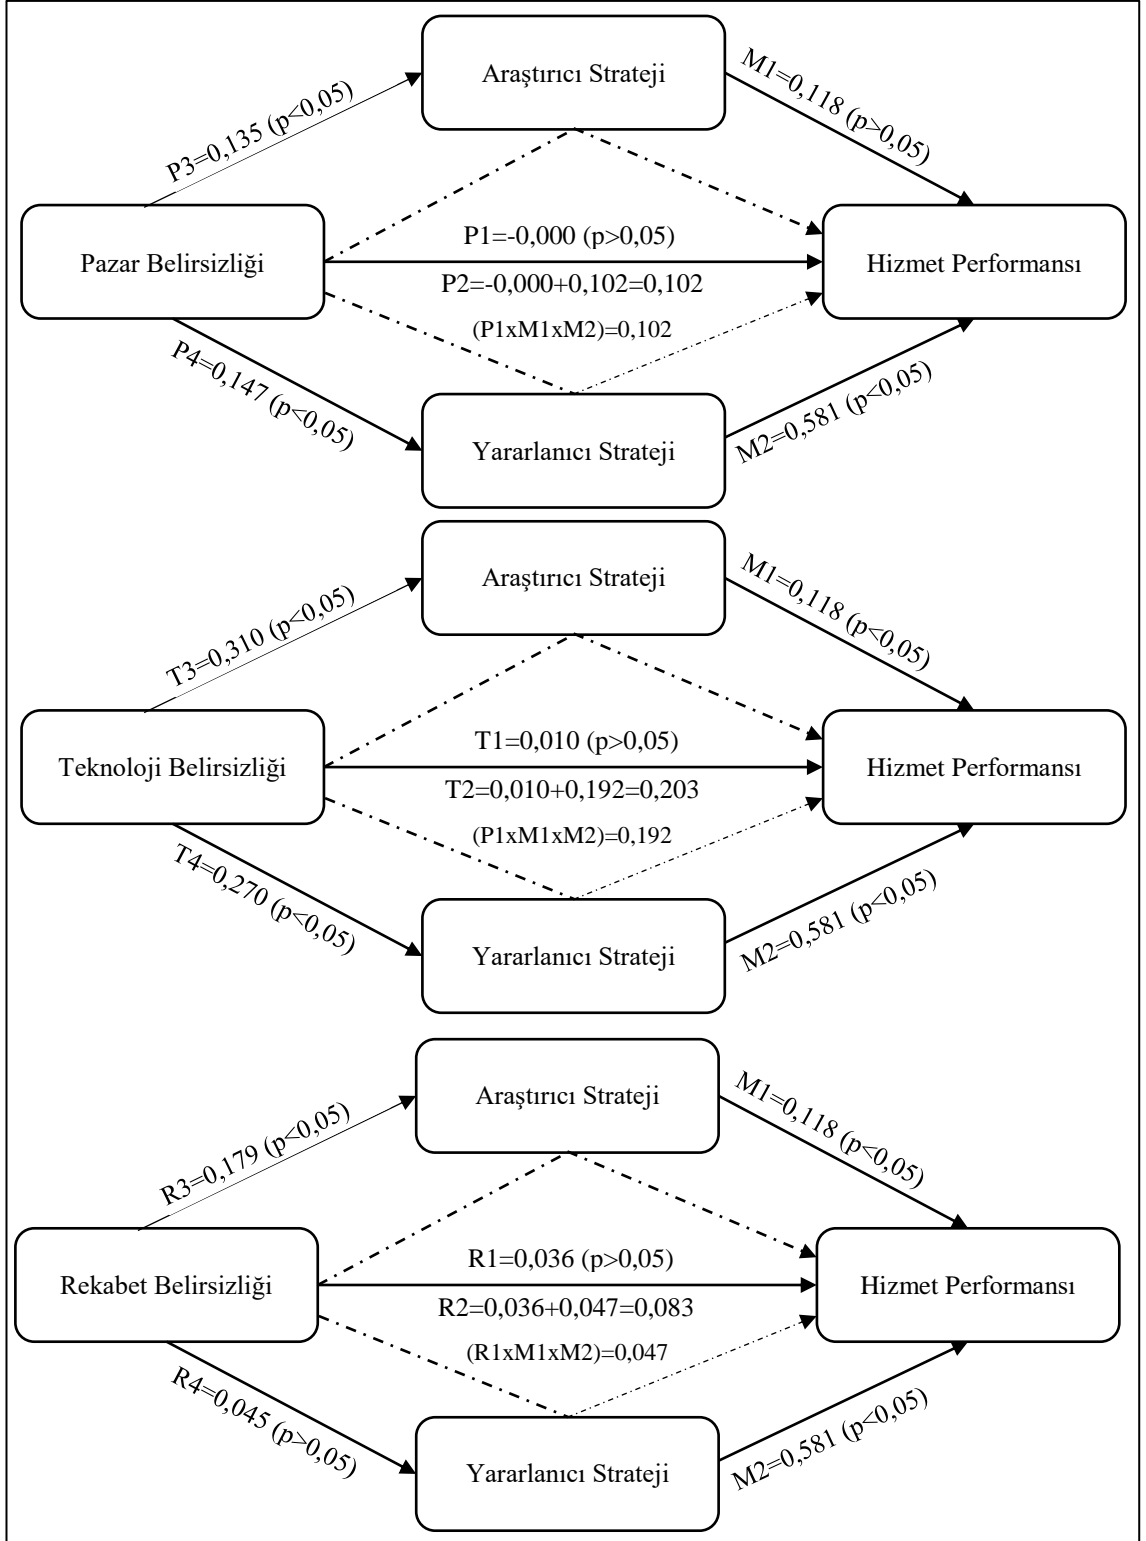 Araştırıcı Strateji
P3=0,135 (p<0,05)
M1=0,118 (p>0,05)
Pazar Belirsizliği
P1=-0,000 (p>0,05)
P2=-0,000+0,102=0,102
(P1xM1xM2)=0,102
Hizmet Performansı
P4=0,147 (p<0,05)
M2=0,581 (p<0,05)
Yararlanıcı Strateji
Araştırıcı Strateji
T3=0,310 (p<0,05)
M1=0,118 (p<0,05)
Teknoloji Belirsizliği
T1=0,010 (p>0,05)
T2=0,010+0,192=0,203
(P1xM1xM2)=0,192
Hizmet Performansı
T4=0,270 (p<0,05)
M2=0,581 (p<0,05)
Yararlanıcı Strateji
Araştırıcı Strateji
R3=0,179 (p<0,05)
M1=0,118 (p<0,05)
Rekabet Belirsizliği
R1=0,036 (p>0,05)
R2=0,036+0,047=0,083
(R1xM1xM2)=0,047
Hizmet Performansı
R4=0,045 (p>0,05)
M2=0,581 (p<0,05)
Yararlanıcı Strateji